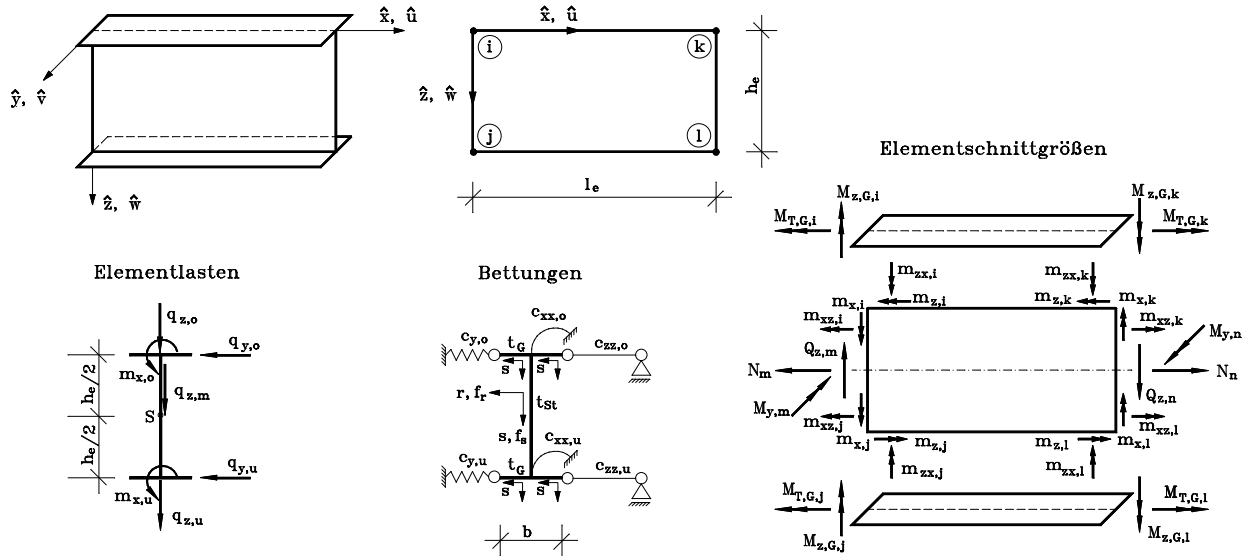 x̂, û
ŷ, v̂
ẑ, ŵ
x̂, û
ẑ, ŵ
i
k
j
l
h_e
l_e
Elementlasten
q_z,o
q_y,o
m_x,o
q_z,m
S
h_e/2
h_e/2
q_y,u
m_x,u
q_z,u
Bettungen
c_xx,o
c_y,o
t_G
c_zz,o
s
s
r, f_r
t_St
s, f_s
c_xx,u
c_y,u
t_G
c_zz,u
s
s
b
Elementschnittgrößen
M_z,G,i
M_z,G,k
M_T,G,i
M_T,G,k
m_zx,i
m_zx,k
m_x,i
m_z,i
m_z,k
m_x,k
m_xz,i
m_xz,k
M_y,n
Q_z,m
N_m
N_n
M_y,m
Q_z,n
m_xz,j
m_xz,l
m_x,j
m_z,j
m_z,l
m_x,l
m_zx,j
m_zx,l
M_T,G,j
M_T,G,l
M_z,G,j
M_z,G,l